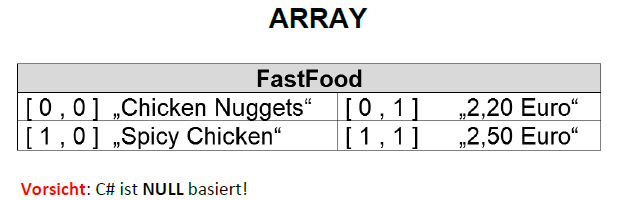 ARRAY
FastFood
[ 0 , 0 ] „Chicken Nuggets“ [ 0 , 1 ] „2,20 Euro“
[ 1 , 0 ] „Spicy Chicken“ [ 1 , 1 ] „2,50 Euro“
Vorsicht: C# ist NULL basiert!